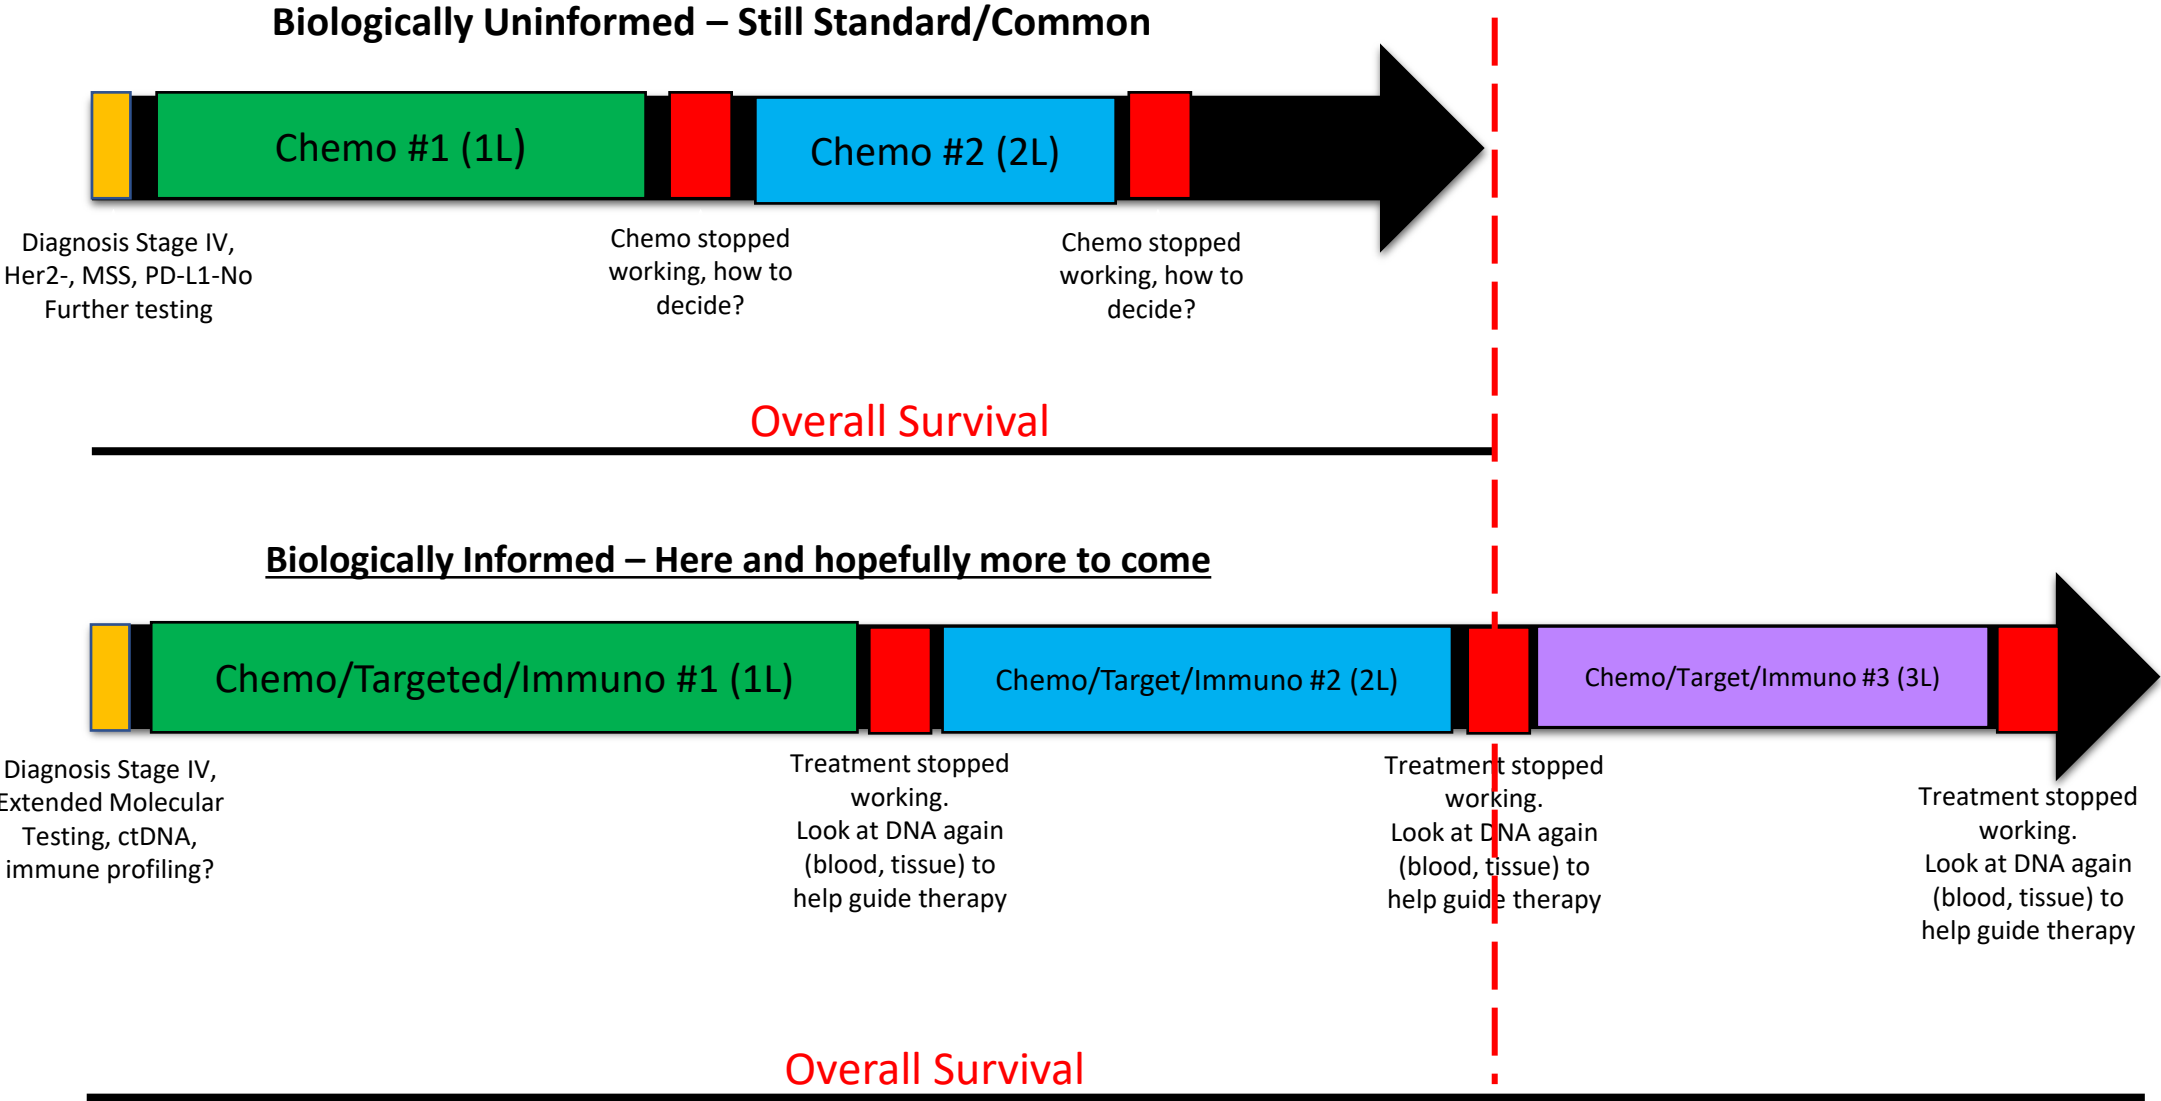 Biologically Uninformed – Still Standard/Common
Chemo #1 (1L)
Chemo #2 (2L)
Diagnosis Stage IV,
Her2-, MSS, PD-L1-No
Further testing
Chemo stopped
working, how to
decide?
Chemo stopped
working, how to
decide?
Overall Survival
Biologically Informed – Here and hopefully more to come
Chemo/Targeted/Immuno #1 (1L)
Chemo/Target/Immuno #2 (2L)
Chemo/Target/Immuno #3 (3L)
Diagnosis Stage IV,
Extended Molecular
Testing, ctDNA,
immune profiling?
Treatment stopped
working.
Look at DNA again
(blood, tissue) to
help guide therapy
Treatment stopped
working.
Look at DNA again
(blood, tissue) to
help guide therapy
Treatment stopped
working.
Look at DNA again
(blood, tissue) to
help guide therapy
Overall Survival